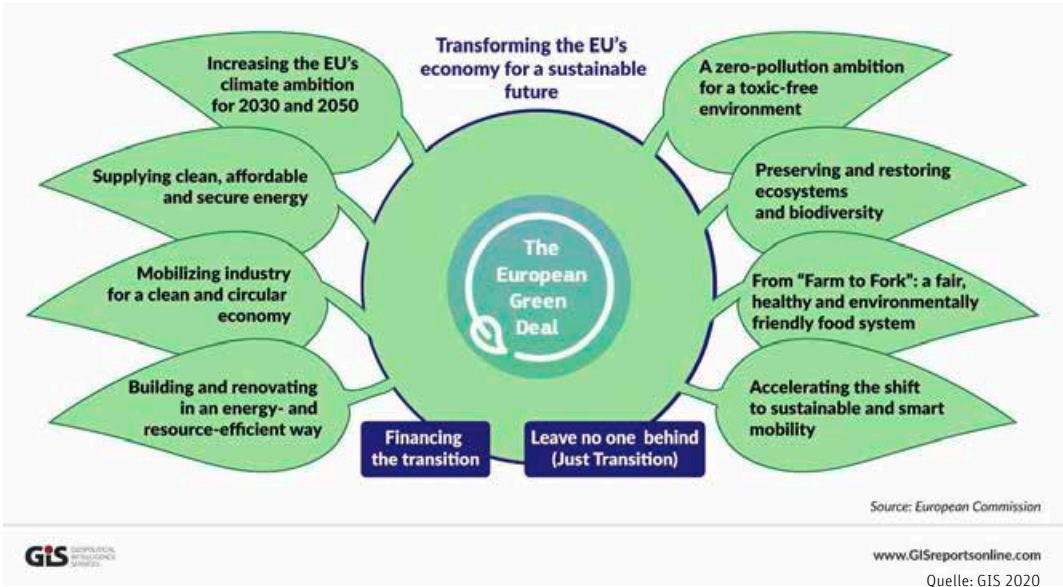 Transforming the EU's
economy for a sustainable
future
Increasing the EU's
climate ambition
for 2030 and 2050
Supplying clean, affordable
and secure energy
Mobilizing industry
for a clean and circular
economy
Building and renovating
in an energy- and
resource-efficient way
The
European
Green
Deal
A zero-pollution ambition
for a toxic-free
environment
Preserving and restoring
ecosystems
and biodiversity
From “Farm to Fork”: a fair,
healthy and environmentally
friendly food system
Accelerating the shift
to sustainable and smart
mobility
Financing
the transition
Leave no one behind
(Just Transition)
Source: European Commission
GIS
GEOPOLITICAL
INTELLIGENCE
SERVICES
www.GISreportsonline.com
Quelle: GIS 2020